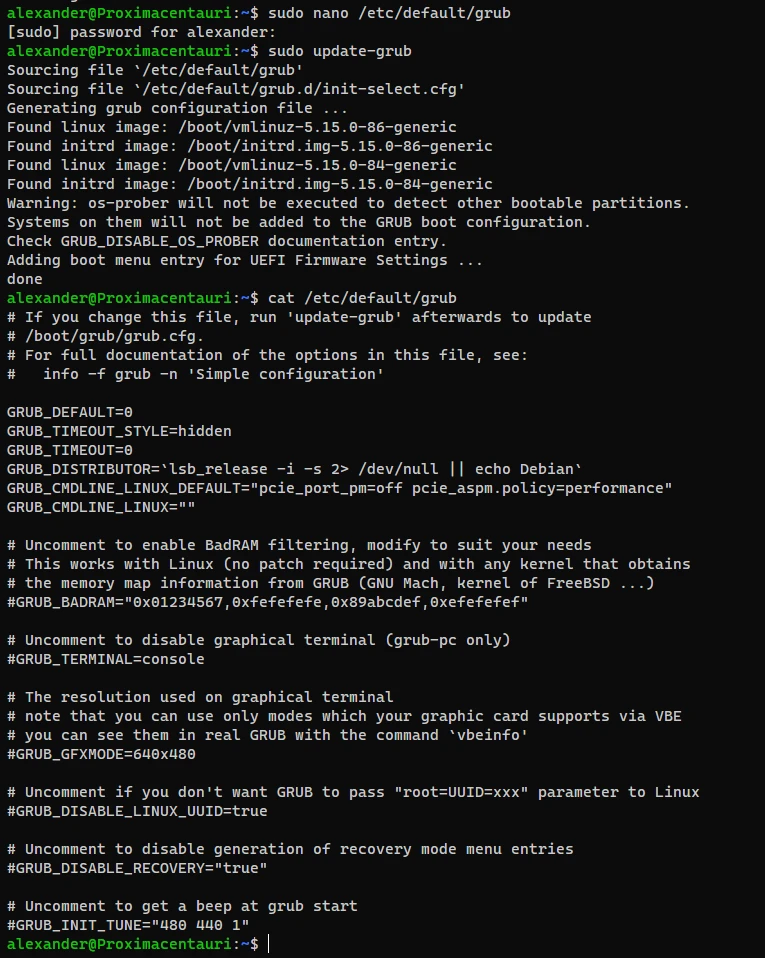 alexander@Proximacentauri:~$ sudo nano /etc/default/grub
[sudo] password for alexander:
alexander@Proximacentauri:~$ sudo update-grub
Sourcing file `/etc/default/grub'
Sourcing file `/etc/default/grub.d/init-select.cfg'
Generating grub configuration file ...
Found linux image: /boot/vmlinuz-5.15.0-86-generic
Found initrd image: /boot/initrd.img-5.15.0-86-generic
Found linux image: /boot/vmlinuz-5.15.0-84-generic
Found initrd image: /boot/initrd.img-5.15.0-84-generic
Warning: os-prober will not be executed to detect other bootable partitions.
Systems on them will not be added to the GRUB boot configuration.
Check GRUB_DISABLE_OS_PROBER documentation entry.
Adding boot menu entry for UEFI Firmware Settings ...
done
alexander@Proximacentauri:~$ cat /etc/default/grub
# If you change this file, run 'update-grub' afterwards to update
# /boot/grub/grub.cfg.
# For full documentation of the options in this file, see:
#   info -f grub -n 'Simple configuration'

GRUB_DEFAULT=0
GRUB_TIMEOUT_STYLE=hidden
GRUB_TIMEOUT=0
GRUB_DISTRIBUTOR=`lsb_release -i -s 2> /dev/null || echo Debian`
GRUB_CMDLINE_LINUX_DEFAULT="pcie_port_pm=off pcie_aspm.policy=performance"
GRUB_CMDLINE_LINUX=""

# Uncomment to enable BadRAM filtering, modify to suit your needs
# This works with Linux (no patch required) and with any kernel that obtains
# the memory map information from GRUB (GNU Mach, kernel of FreeBSD ...)
#GRUB_BADRAM="0x01234567,0xfefefefe,0x89abcdef,0xefefefef"

# Uncomment to disable graphical terminal (grub-pc only)
#GRUB_TERMINAL=console

# The resolution used on graphical terminal
# note that you can use only modes which your graphic card supports via VBE
# you can see them in real GRUB with the command `vbeinfo'
#GRUB_GFXMODE=640x480

# Uncomment if you don't want GRUB to pass "root=UUID=xxx" parameter to Linux
#GRUB_DISABLE_LINUX_UUID=true

# Uncomment to disable generation of recovery mode menu entries
#GRUB_DISABLE_RECOVERY="true"

# Uncomment to get a beep at grub start
#GRUB_INIT_TUNE="480 440 1"
alexander@Proximacentauri:~$